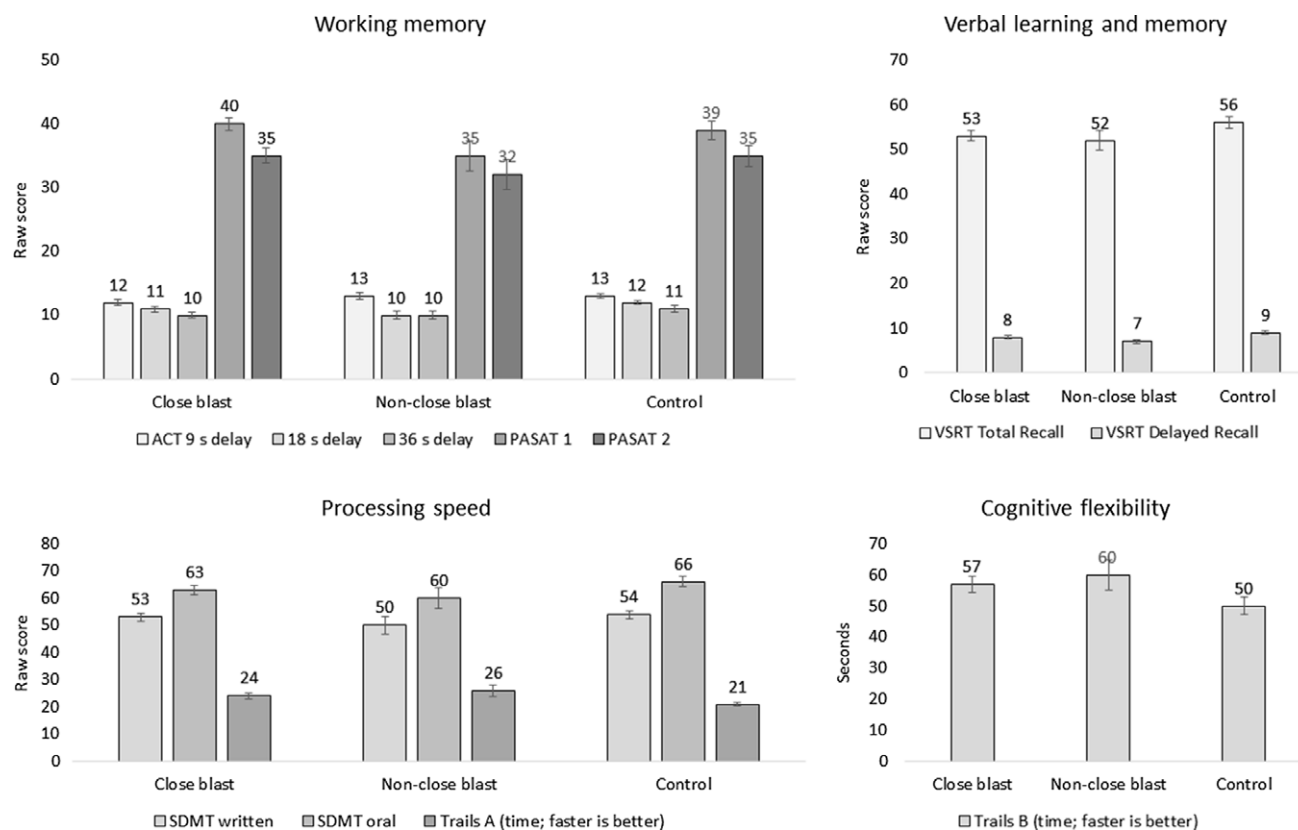 Working memory
50
40
30
20
10
0
Raw score
12
11
10
40
35
13
10
10
35
32
13
12
11
39
35
Close blast
Non-close blast
Control
ACT 9 s delay 18 s delay 36 s delay PASAT 1 PASAT 2
Verbal learning and memory
70
60
50
40
30
20
10
0
Raw score
53
8
52
7
56
9
Close blast
Non-close blast
Control
VSRT Total Recall VSRT Delayed Recall
Processing speed
80
70
60
50
40
30
20
10
0
Raw score
53
63
24
50
60
26
54
66
21
Close blast
Non-close blast
Control
SDMT written SDMT oral Trails A (time; faster is better)
Cognitive flexibility
70
60
50
40
30
20
10
0
Seconds
57
60
50
Close blast
Non-close blast
Control
Trails B (time; faster is better)